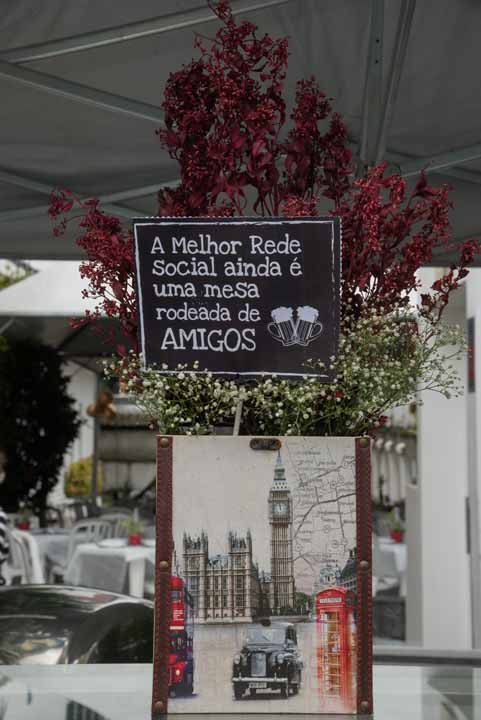 A Melhor Rede
social ainda é
uma mesa
rodeada de
AMIGOS